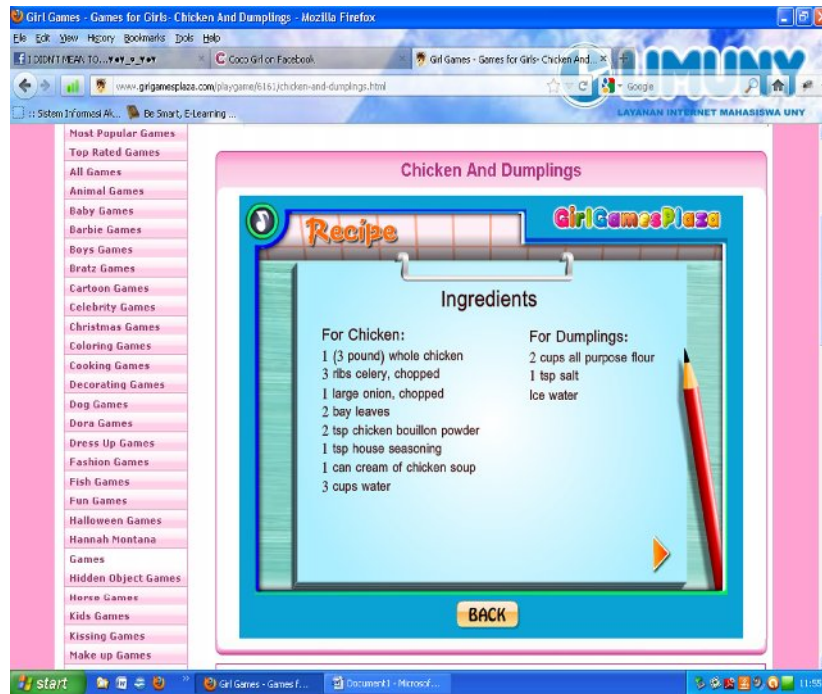 Girl Games - Games for Girls- Chicken And Dumplings - Mozilla Firefox
File Edit View History Bookmarks Tools Help
I DIDN'T MEAN TO...
Coco Girl on Facebook
Girl Games - Games for Girls- Chicken And...
LIMUNY
www.girlgamesplaza.com/playgame/6161/chicken-and-dumplings.html
Google
:: Sistem Informasi Ak...
Be Smart, E-Learning ...
LAYANAN INTERNET MAHASISWA UNY
Most Popular Games
Top Rated Games
All Games
Animal Games
Baby Games
Barbie Games
Boys Games
Bratz Games
Cartoon Games
Celebrity Games
Christmas Games
Coloring Games
Cooking Games
Decorating Games
Dog Games
Dora Games
Dress Up Games
Fashion Games
Fish Games
Fun Games
Halloween Games
Hannah Montana
Games
Hidden Object Games
Horse Games
Kids Games
Kissing Games
Make up Games
Chicken And Dumplings
Recipe
GirlGamesPlaza
Ingredients
For Chicken:
1 (3 pound) whole chicken
3 ribs celery, chopped
1 large onion, chopped
2 bay leaves
2 tsp chicken bouillon powder
1 tsp house seasoning
1 can cream of chicken soup
3 cups water
For Dumplings:
2 cups all purpose flour
1 tsp salt
Ice water
BACK
start
Girl Games - Games f...
Document1 - Microsof...
11:55